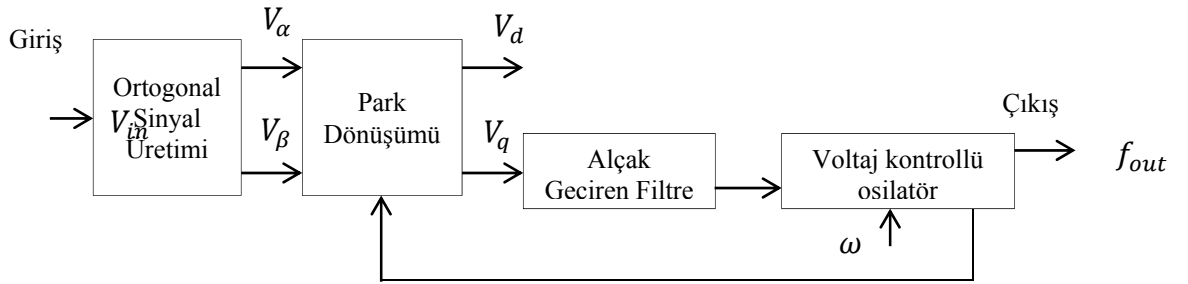 Giriş
V_in
Ortogonal
Sinyal
Üretimi
V_α
V_β
Park
Dönüşümü
V_d
V_q
Alçak
Geciren Filtre
Voltaj kontrollü
osilatör
ω
Çıkış
f_out